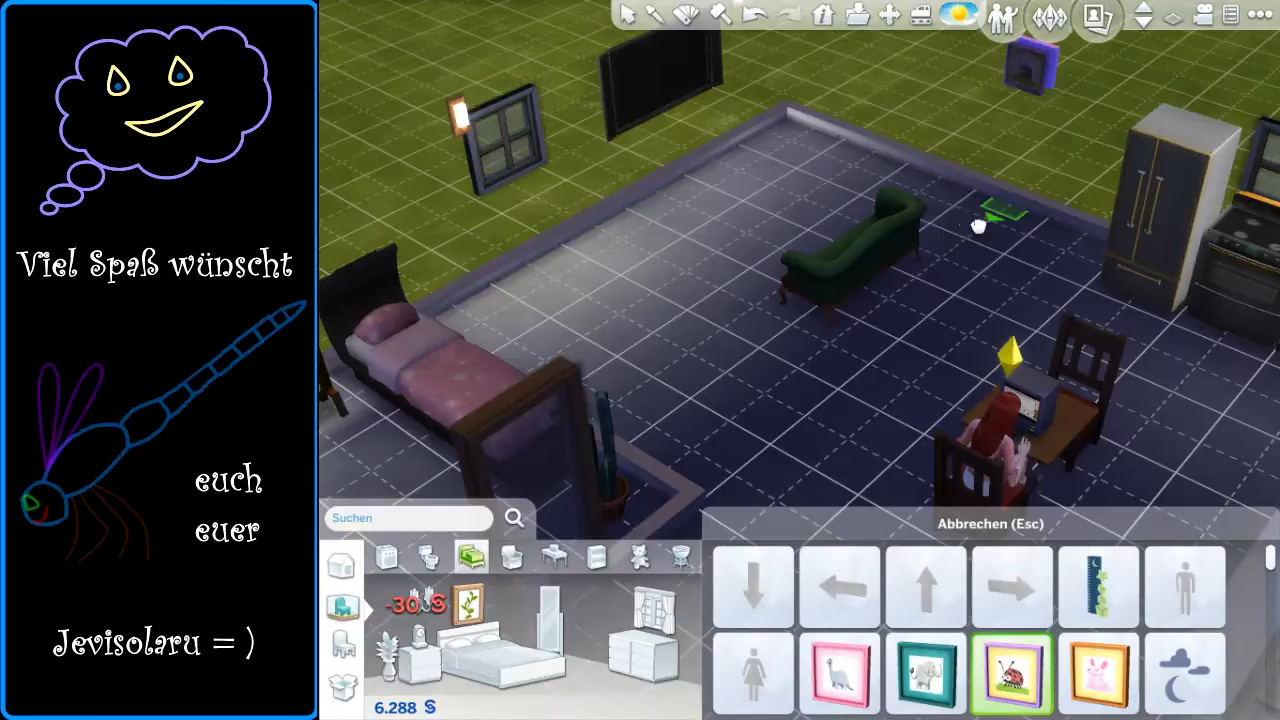 Viel Spaß wünscht
euch
euer
Jevisolaru = )
Suchen
Abbrechen (Esc)
-30 §
6.288 §